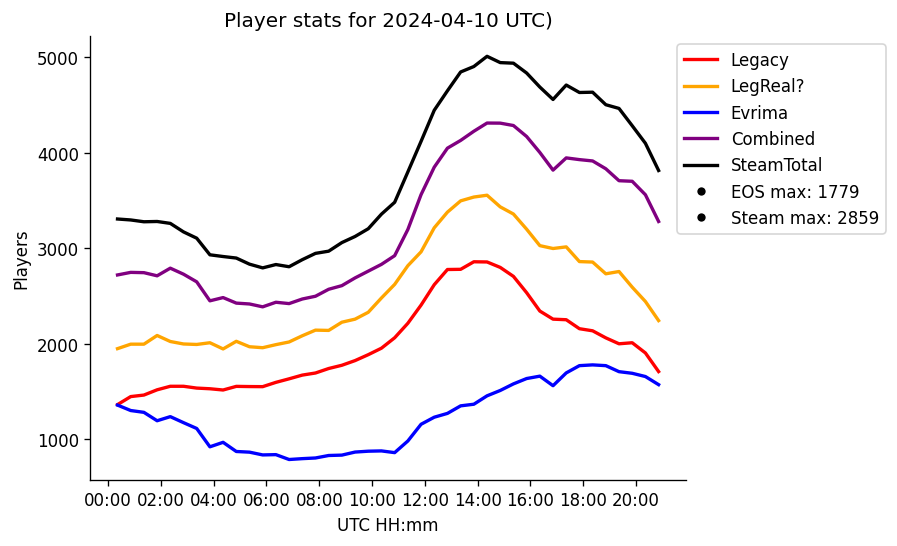 Player stats for 2024-04-10 UTC)
5000
4000
3000
2000
1000
Players
00:00 02:00 04:00 06:00 08:00 10:00 12:00 14:00 16:00 18:00 20:00
UTC HH:mm
Legacy
LegReal?
Evrima
Combined
SteamTotal
EOS max: 1779
Steam max: 2859